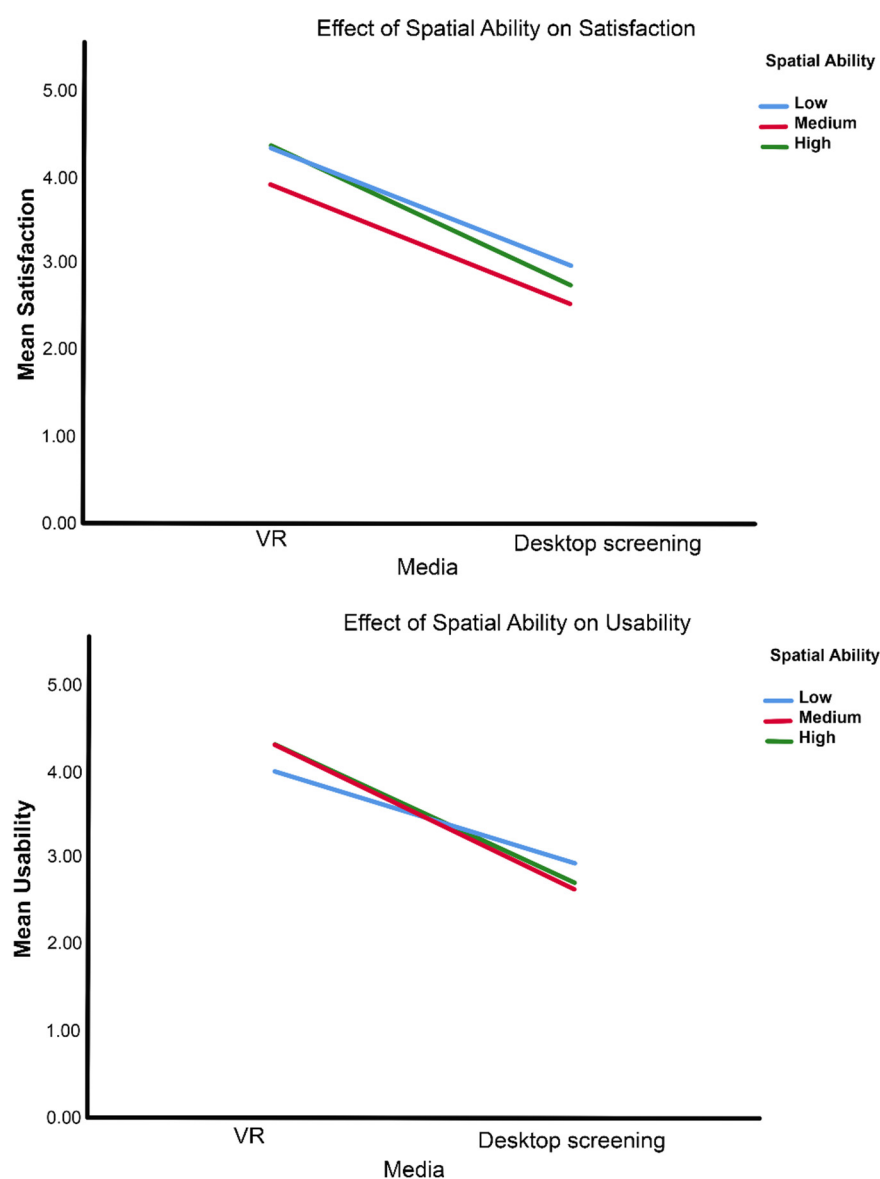 Effect of Spatial Ability on Satisfaction
Spatial Ability
Low
Medium
High
Mean Satisfaction
5.00
4.00
3.00
2.00
1.00
0.00
VR
Desktop screening
Media
Effect of Spatial Ability on Usability
Spatial Ability
Low
Medium
High
Mean Usability
5.00
4.00
3.00
2.00
1.00
0.00
VR
Desktop screening
Media